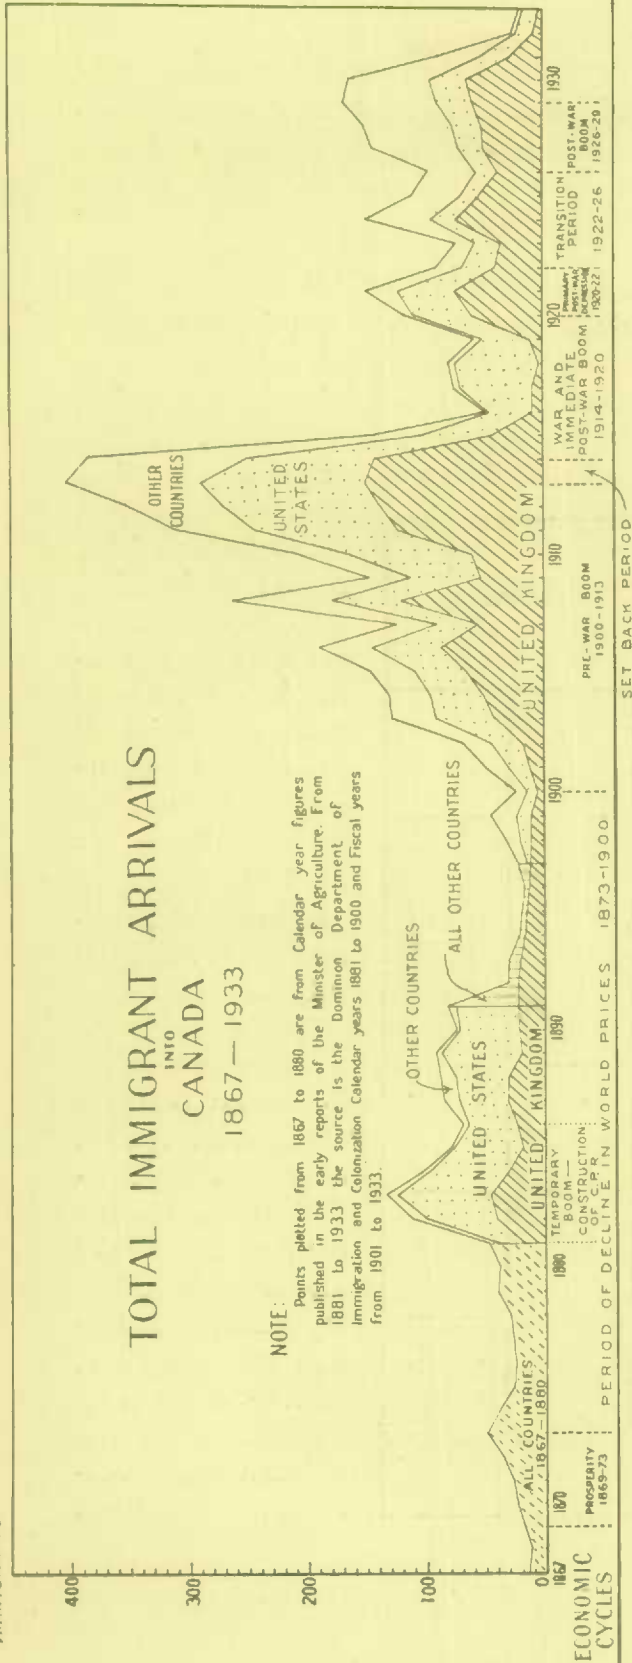 TOTAL IMMIGRANT ARRIVALS
INTO
CANADA
1867—1933
NOTE:
Points plotted from 1867 to 1880 are from Calendar year figures
published in the early reports of the Minister of Agriculture. From
1881 to 1933 the source is the Dominion Department of
Immigration and Colonization Calendar years 1881 to 1900 and Fiscal years
from 1901 to 1933.
400
300
200
100
0
OTHER COUNTRIES
ALL OTHER COUNTRIES
OTHER
COUNTRIES
UNITED
STATES
UNITED STATES
UNITED KINGDOM
UNITED KINGDOM
ALL COUNTRIES
1867-1880
1867
1870
1880
1890
1900
1910
1920
1930
ECONOMIC
CYCLES
PROSPERITY
1869-73
TEMPORARY
BOOM—
CONSTRUCTION
OF C.P.R
PERIOD OF DECLINE IN WORLD PRICES 1873-1900
PRE-WAR BOOM
1900-1913
SET BACK PERIOD
WAR AND
IMMEDIATE
POST-WAR BOOM
1914-1920
PRIMARY
POST-WAR
DEPRESSION
1920-22
TRANSITION
PERIOD
1922-26
POST-WAR
BOOM
1926-29